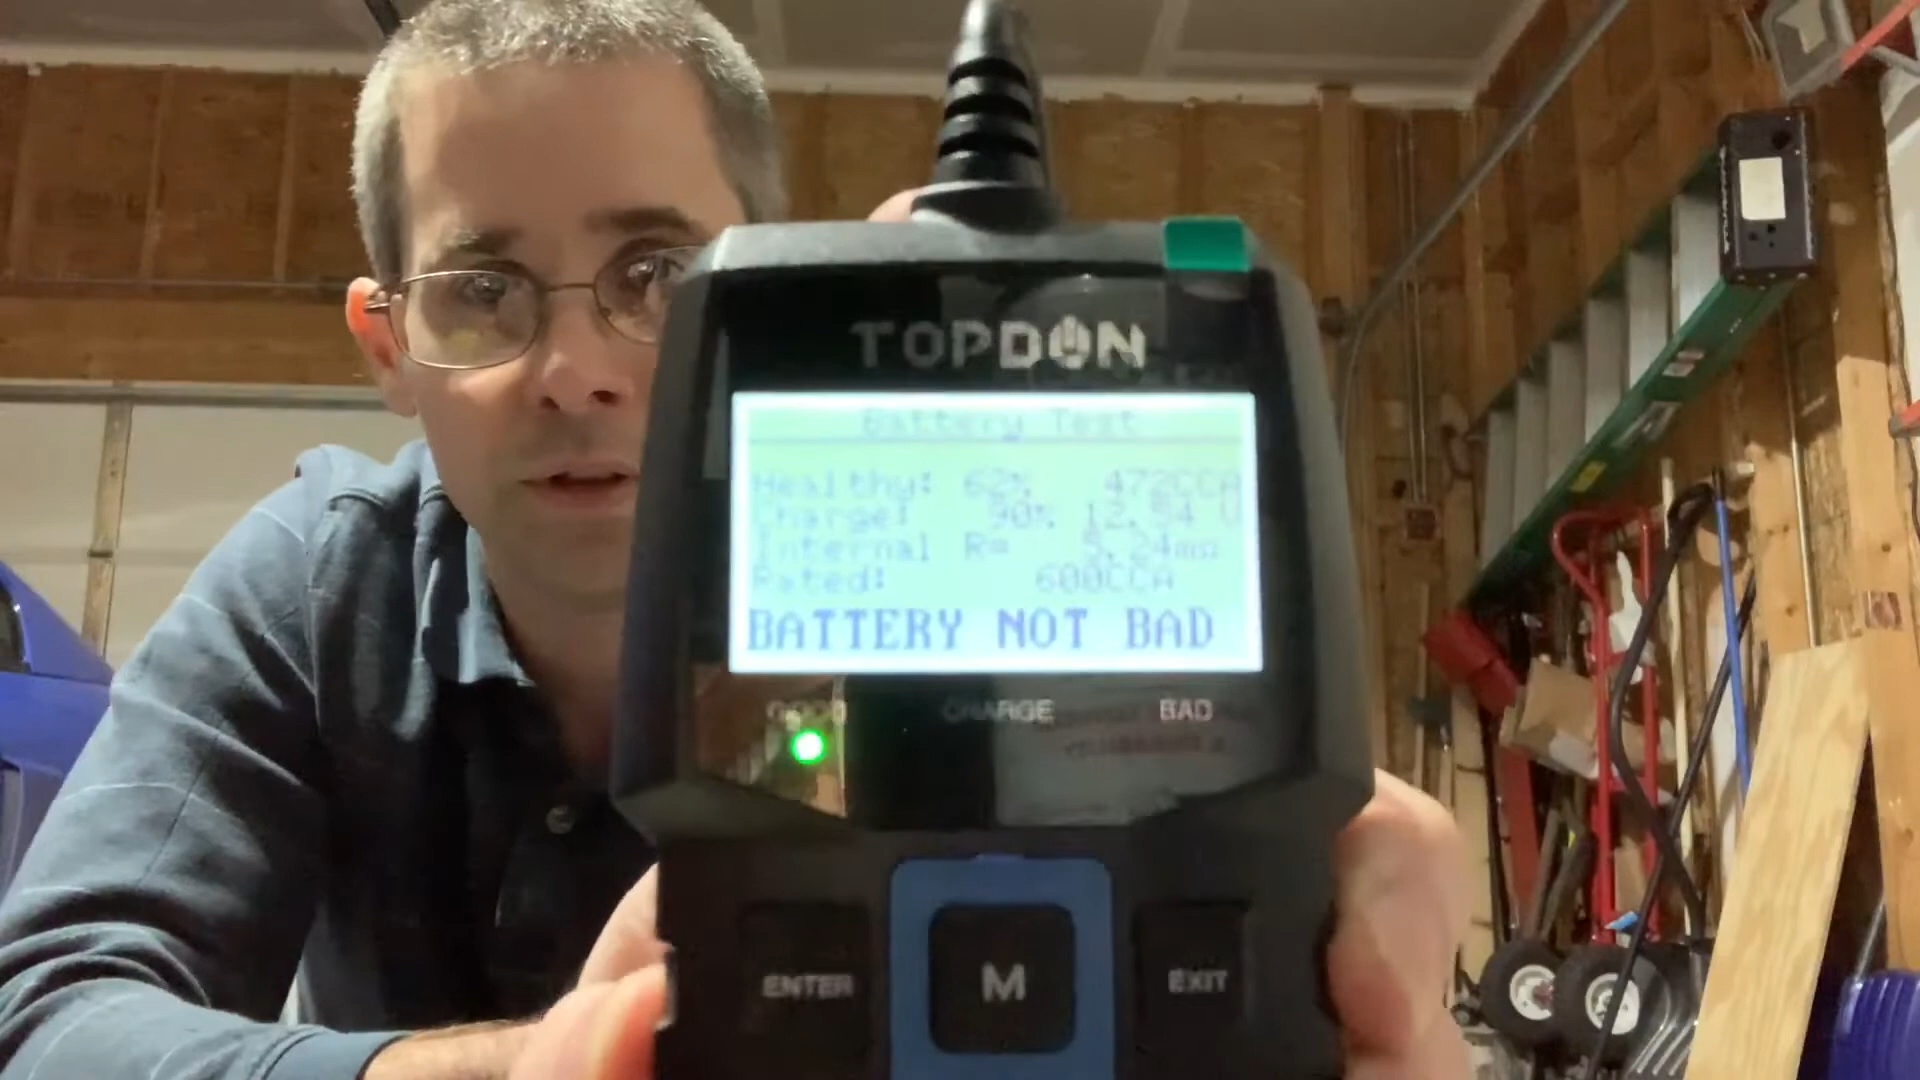 TOPDON
Battery Test
Healthy: 62% 472CCA
Charge: 90% 12.54 V
Internal R= 5.24mΩ
Rated: 600CCA
BATTERY NOT BAD
GOOD CHARGE BAD
ENTER M EXIT